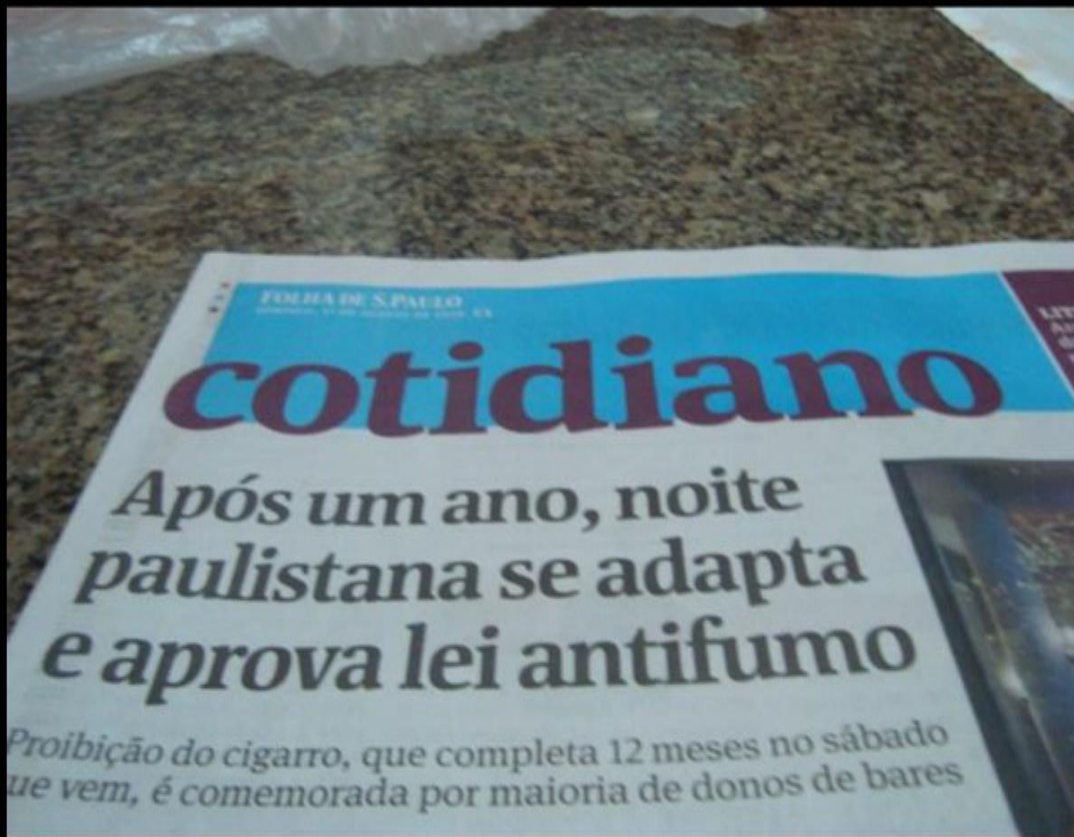 FOLHA DE S.PAULO
cotidiano
Após um ano, noite
paulistana se adapta
e aprova lei antifumo
Proibição do cigarro, que completa 12 meses no sábado
ue vem, é comemorada por maioria de donos de bares